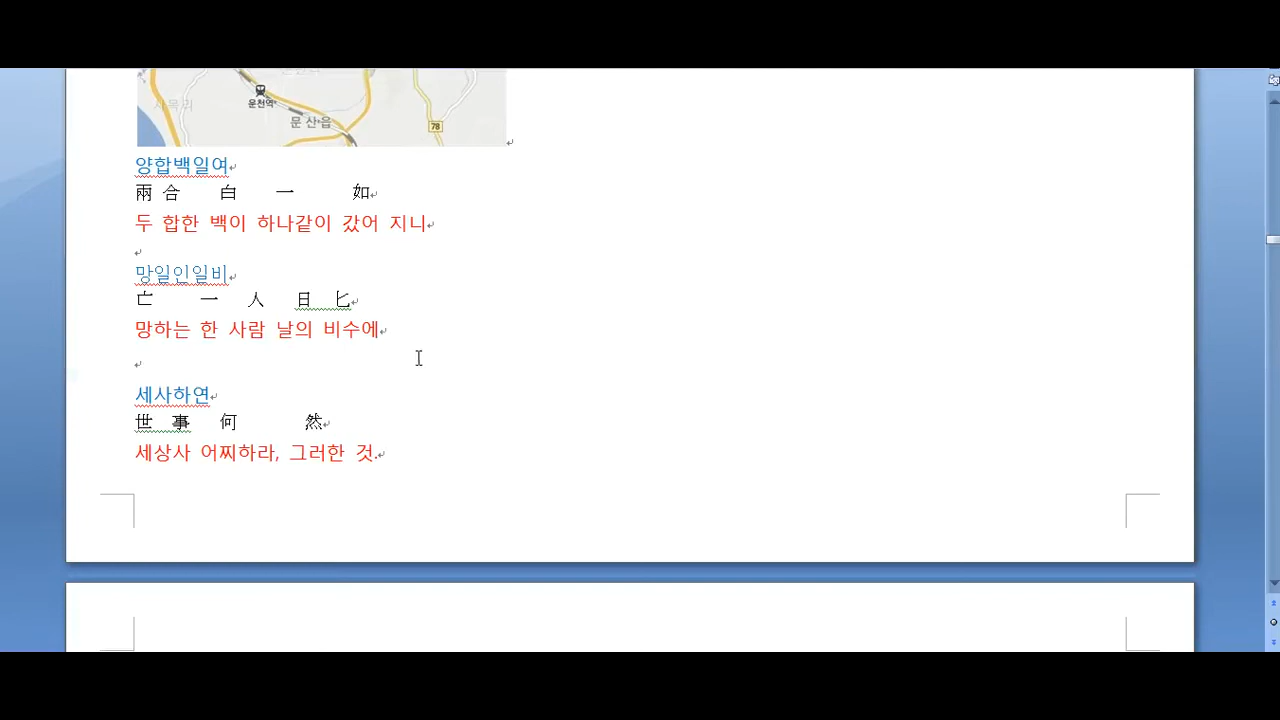 운천역
문산읍
78
양합백일여
兩 合 白 一 如
두 합한 백이 하나같이 갔어 지니
망일인일비
亡 一 人 日 匕
망하는 한 사람 날의 비수에
세사하연
世 事 何 然
세상사 어찌하라, 그러한 것.